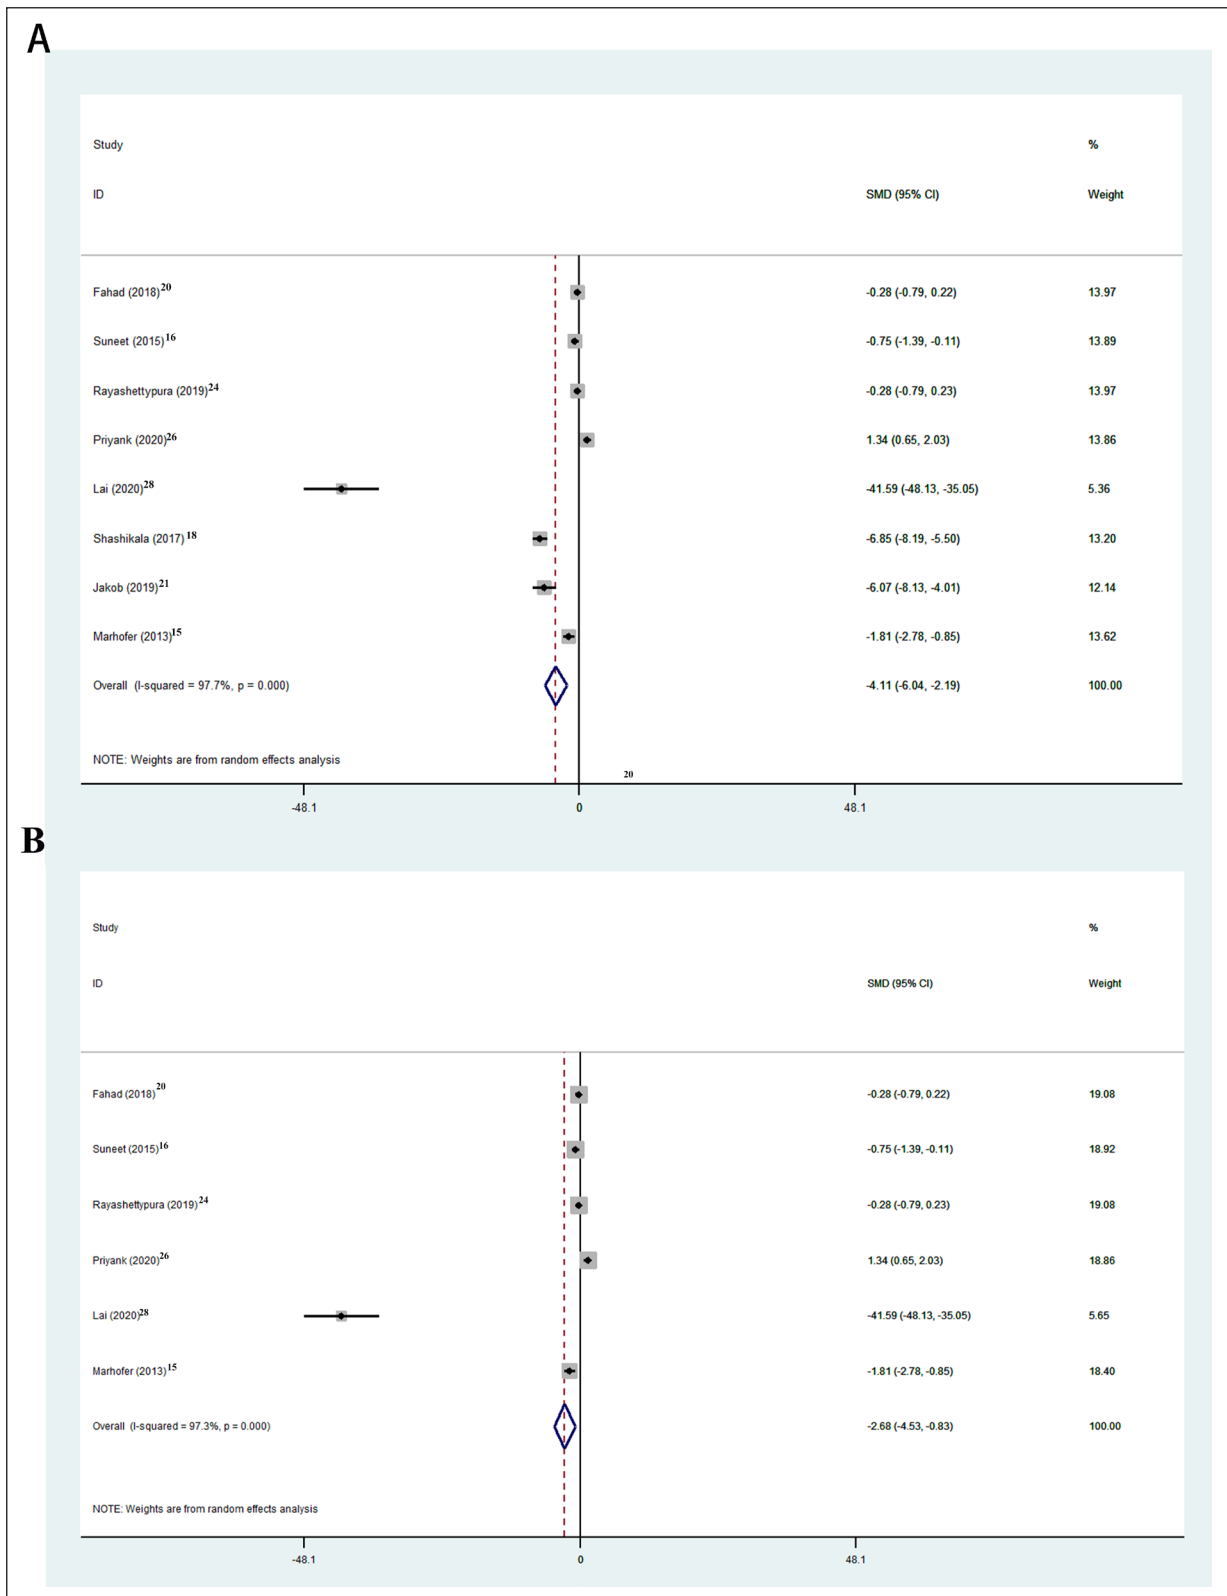 A
Study %
ID SMD (95% CI) Weight
Fahad (2018)20 -0.28 (-0.79, 0.22) 13.97
Suneet (2015)16 -0.75 (-1.39, -0.11) 13.89
Rayashettypura (2019)24 -0.28 (-0.79, 0.23) 13.97
Priyank (2020)26 1.34 (0.65, 2.03) 13.86
Lai (2020)28 -41.59 (-48.13, -35.05) 5.36
Shashikala (2017)18 -6.85 (-8.19, -5.50) 13.20
Jakob (2019)21 -6.07 (-8.13, -4.01) 12.14
Marhofer (2013)15 -1.81 (-2.78, -0.85) 13.62
Overall (I-squared = 97.7%, p = 0.000) -4.11 (-6.04, -2.19) 100.00
NOTE: Weights are from random effects analysis
20
-48.1 0 48.1
B
Study %
ID SMD (95% CI) Weight
Fahad (2018)20 -0.28 (-0.79, 0.22) 19.08
Suneet (2015)16 -0.75 (-1.39, -0.11) 18.92
Rayashettypura (2019)24 -0.28 (-0.79, 0.23) 19.08
Priyank (2020)26 1.34 (0.65, 2.03) 18.86
Lai (2020)28 -41.59 (-48.13, -35.05) 5.65
Marhofer (2013)15 -1.81 (-2.78, -0.85) 18.40
Overall (I-squared = 97.3%, p = 0.000) -2.68 (-4.53, -0.83) 100.00
NOTE: Weights are from random effects analysis
-48.1 0 48.1